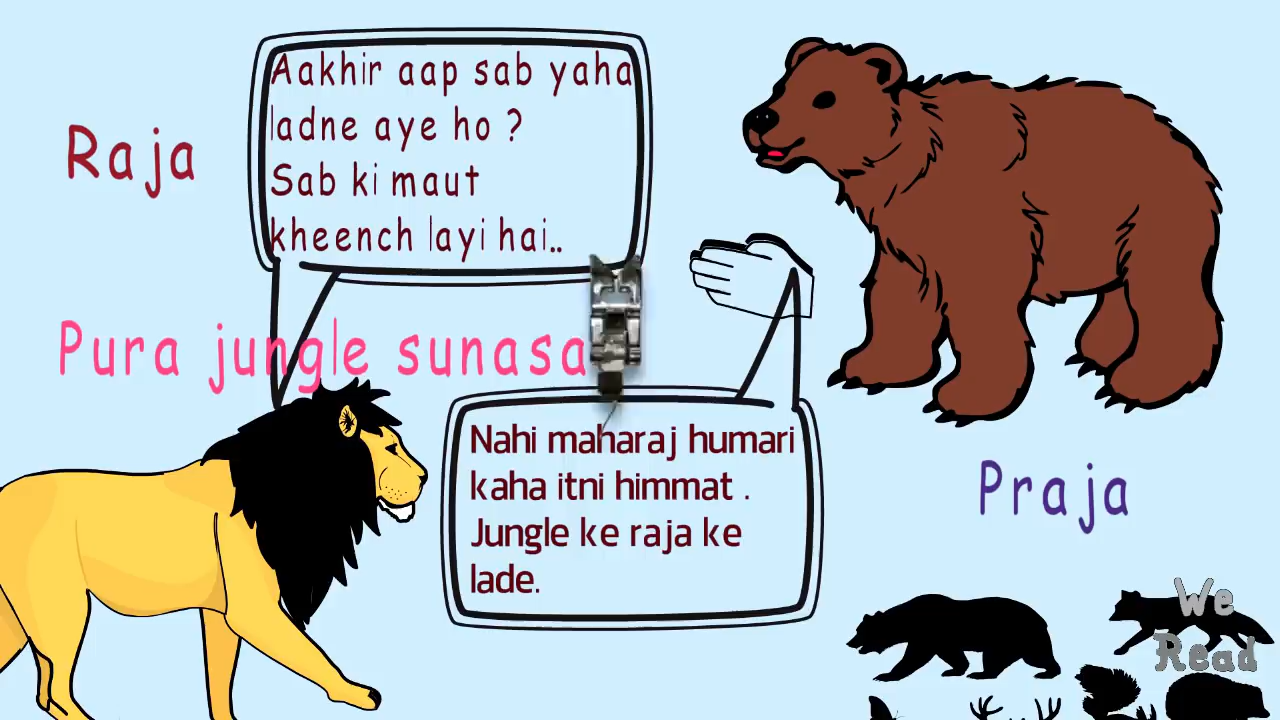 Raja
Aakhir aap sab yaha
ladne aye ho ?
Sab ki maut
kheench layi hai..
Pura jungle sunasa
Nahi maharaj humari
kaha itni himmat .
Jungle ke raja ke
lade.
Praja
We
Read